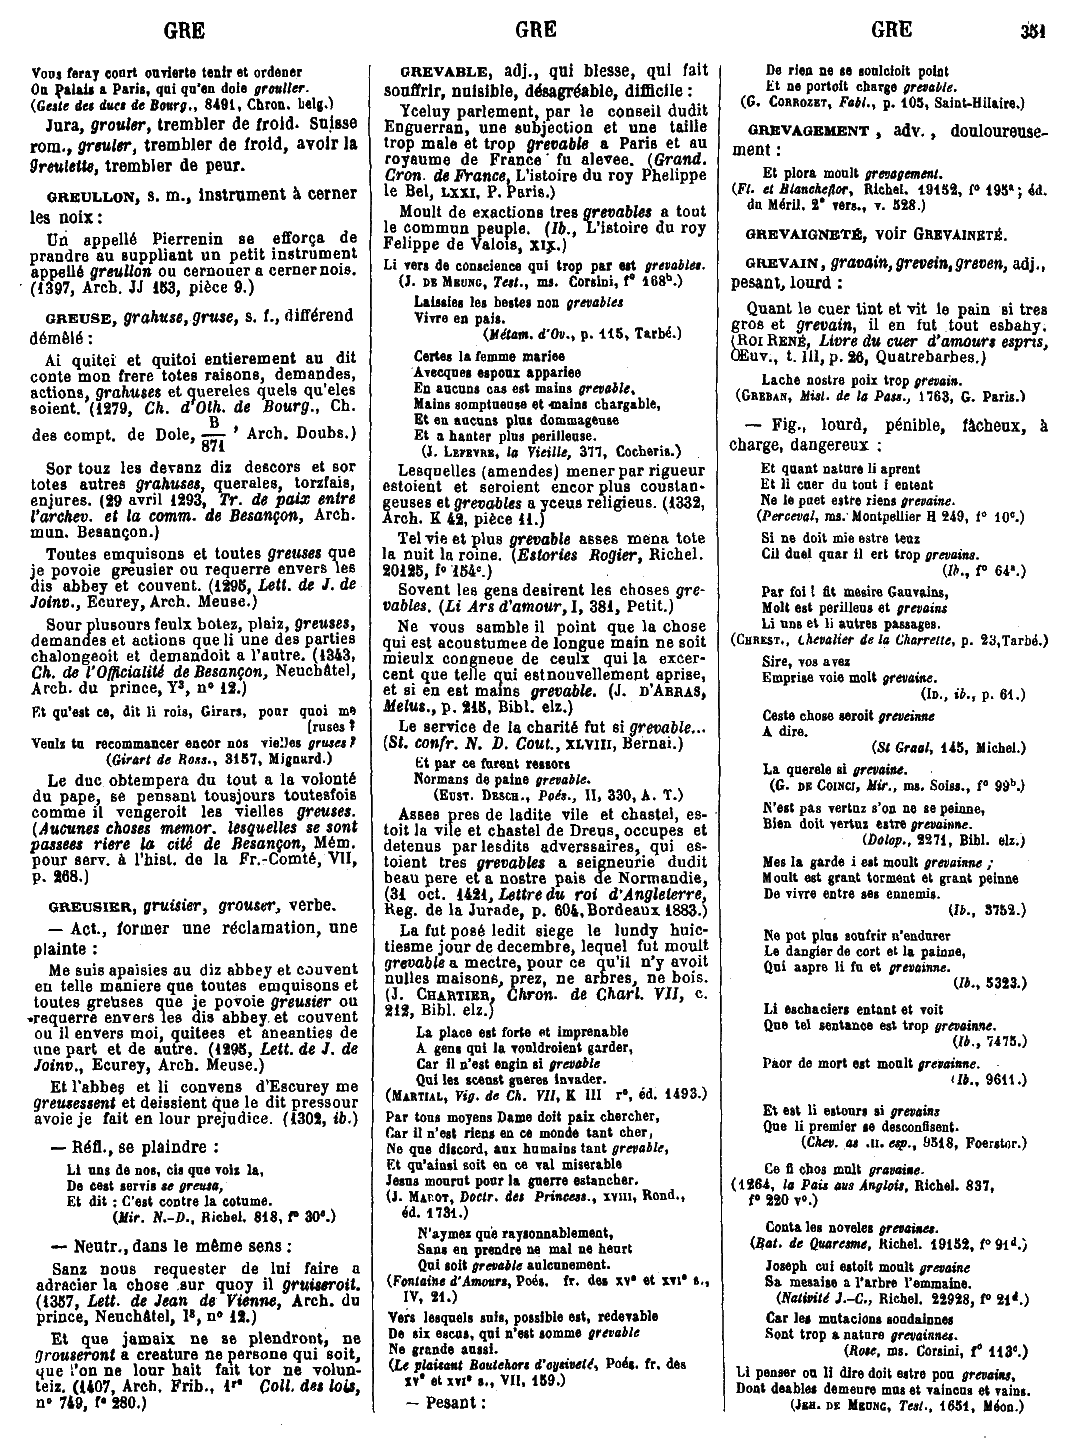 GRE GRE GRE 351
Vous feray court ouvierte tenir et ordener
Ou Palais a Paris, qui qu'en doie grouller.
(Geste des ducs de Bourg., 8491, Chron. belg.)
Jura, grouler, trembler de froid. Suisse
rom., greuler, trembler de froid, avoir la
greulette, trembler de peur.
GREULLON, s. m., instrument à cerner
les noix :
Un appellé Pierrenin se efforça de
prandre au suppliant un petit instrument
appellé greullon ou cernouer a cerner nois.
(1397, Arch. JJ 153, pièce 9.)
GREUSE, grahuse, gruse, s. f., différend
démêlé :
Ai quitei et quitoi entierement au dit
conte mon frere totes raisons, demandes,
actions, grahuses et quereles quels qu'eles
soient. (1279, Ch. d'Oth. de Bourg., Ch.
des compt. de Dole, B/871, Arch. Doubs.)
Sor touz les devanz diz descors et sor
totes autres grahuses, querales, torzfais,
enjures. (29 avril 1293, Tr. de paix entre
l'archev. et la comm. de Besançon, Arch.
mun. Besançon.)
Toutes emquisons et toutes greuses que
je povoie greusier ou requerre envers les
dis abbey et couvent. (1295, Lett. de J. de
Joinv., Ecurey, Arch. Meuse.)
Sour plusours feulx botez, plaiz, greuses,
demandes et actions que li une des parties
chalongeoit et demandoit a l'autre. (1343,
Ch. de l'Officialité de Besançon, Neuchâtel,
Arch. du prince, Y³, n° 12.)
Et qu'est ce, dit li rois, Girars, pour quoi me
[ruses ?
Venls tu recommancer encor nos vielles gruses ?
(Girart de Ross., 3157, Mignard.)
Le duc obtempera du tout a la volonté
du pape, se pensant tousjours toutesfois
comme il vengeroit les vielles greuses.
(Aucunes choses memor. lesquelles se sont
passees riere la cité de Besançon, Mém.
pour serv. à l'hist. de la Fr.-Comté, VII,
p. 268.)
GREUSIER, gruisier, grouser, verbe.
— Act., former une réclamation, une
plainte :
Me suis apaisies au diz abbey et couvent
en telle maniere que toutes emquisons et
toutes greuses que je povoie greusier ou
requerre envers les dis abbey et couvent
ou il envers moi, quitees et aneanties de
une part et de autre. (1295, Lett. de J. de
Joinv., Ecurey, Arch. Meuse.)
Et l'abbes et li convens d'Escurey me
greusessent et deissient que le dit pressour
avoie je fait en lour prejudice. (1302, ib.)
— Réfl., se plaindre :
Li uns de nos, cis que vois la,
De cest servis se greusa,
Et dit : C'est contre la cotume.
(Mir. N.-D., Richel. 818, f° 30ᵃ.)
— Neutr., dans le même sens :
Sanz nous requester de lui faire a
adracier la chose sur quoy il gruiseroit.
(1357, Lett. de Jean de Vienne, Arch. du
prince, Neuchâtel, I⁸, n° 12.)
Et que jamaix ne se plendront, ne
grouseront a creature ne persone qui soit,
que l'on ne lour hait fait tor ne volun-
teiz. (1407, Arch. Frib., 1ʳᵉ Coll. des lois,
n° 749, f° 280.)
GREVABLE, adj., qui blesse, qui fait
souffrir, nuisible, désagréable, difficile :
Yceluy parlement, par le conseil dudit
Enguerran, une subjection et une taille
trop male et trop grevable a Paris et au
royaume de France fu alevee. (Grand.
Cron. de France, L'istoire du roy Phelippe
le Bel, LXXI, P. Paris.)
Moult de exactions tres grevables a tout
le commun peuple. (Ib., L'istoire du roy
Felippe de Valois, XIX.)
Li vers de conscience qui trop par est grevables.
(J. DE MEUNG, Test., ms. Corsini, f° 168ᵇ.)
Laissies les bestes non grevables
Vivre en pais.
(Métam. d'Ov., p. 115, Tarbé.)
Certes la femme mariee
Avecques espoux appariee
En aucuns cas est mains grevable,
Mains somptueuse et mains chargable,
Et en aucuns plus dommageuse
Et a hanter plus perilleuse.
(J. LEFEVRE, la Vieille, 377, Cocheris.)
Lesquelles (amendes) mener par rigueur
estoient et seroient encor plus coustan-
geuses et grevables a yceus religieus. (1332,
Arch. K 42, pièce 11.)
Tel vie et plus grevable asses mena tote
la nuit la roine. (Estories Rogier, Richel.
20125, f° 154ᶜ.)
Sovent les gens desirent les choses gre-
vables. (Li Ars d'amour, I, 381, Petit.)
Ne vous samble il point que la chose
qui est acoustumee de longue main ne soit
mieulx congneue de ceulx qui la excer-
cent que telle qui est nouvellement aprise,
et si en est mains grevable. (J. D'ARRAS,
Melus., p. 215, Bibl. elz.)
Le service de la charité fut si grevable...
(St. confr. N. D. Cout., XLVIII, Bernai.)
Et par ce furent ressors
Normans de paine grevable.
(EUST. DESCH., Poés., II, 330, A. T.)
Asses pres de ladite vile et chastel, es-
toit la vile et chastel de Dreus, occupes et
detenus par lesdits adverssaires, qui es-
toient tres grevables a seigneurie dudit
beau pere et a nostre pais de Normandie,
(31 oct. 1421, Lettre du roi d'Angleterre,
Reg. de la Jurade, p. 604, Bordeaux 1883.)
La fut posé ledit siege le lundy huic-
tiesme jour de decembre, lequel fut moult
grevable a mectre, pour ce qu'il n'y avoit
nulles maisons, prez, ne arbres, ne bois.
(J. CHARTIER, Chron. de Charl. VII, c.
212, Bibl. elz.)
La place est forte et imprenable
A gens qui la vouldroient garder,
Car il n'est engin si grevable
Qui les sceust gueres invader.
(MARTIAL, Vig. de Ch. VII, K III r°, éd. 1493.)
Par tous moyens Dame doit paix chercher,
Car il n'est riens en ce monde tant cher,
Ne que discord, aux humains tant grevable,
Et qu'ainsi soit en ce val miserable
Jesus mourut pour la guerre estancher.
(J. MAROT, Doctr. des Princess., XVIII, Rond.,
éd. 1731.)
N'aymez que raysonnablement,
Sans en prendre ne mal ne heurt
Qui soit grevable aulcunement.
(Fontaine d'Amours, Poés. fr. des XVᵉ et XVIᵉ s.,
IV, 21.)
Vers lesquels suis, possible est, redevable
De six escus, qui n'est somme grevable
Ne grande aussi.
(Le plaisant Boutehors d'oysiveté, Poés. fr. des
XVᵉ et XVIᵉ s., VII, 159.)
— Pesant :
De rien ne se soulcioit point
Et ne portoit charge grevable.
(G. CORROZET, Fabl., p. 105, Saint-Hilaire.)
GREVAGEMENT, adv., douloureuse-
ment :
Et plora moult grevagement.
(Fl. et Blancheflor, Richel. 19152, f° 195ᵃ; éd.
du Méril. 2ᵉ vers., v. 528.)
GREVAIGNETÉ, voir GREVAINETÉ.
GREVAIN, gravain, grevein, greven, adj.,
pesant, lourd :
Quant le cuer tint et vit le pain si tres
gros et grevain, il en fut tout esbahy.
(ROI RENÉ, Livre du cuer d'amours espris,
Œuv., t. III, p. 26, Quatrebarbes.)
Lache nostre poix trop grevain.
(GREBAN, Mist. de la Pass., 1763, G. Paris.)
— Fig., lourd, pénible, fâcheux, à
charge, dangereux :
Et quant nature li aprent
Et li cuer du tout i entent
Ne le puet estre riens grevaine.
(Perceval, ms. Montpellier H 249, f° 10ᶜ.)
Si ne doit mie estre teuz
Cil duel quar il ert trop grevains.
(Ib., f° 64ᵃ.)
Par foi ! fit mesire Gauvains,
Molt est perilleus et grevains
Li uns et li autres passages.
(CHREST., Chevalier de la Charrette, p. 23, Tarbé.)
Sire, vos avez
Emprise voie molt grevaine.
(ID., ib., p. 61.)
Ceste chose seroit greveinne
A dire.
(St Graal, 145, Michel.)
La querele si grevaine.
(G. DE COINCI, Mir., ms. Soiss., f° 99ᵇ.)
N'est pas vertuz s'on ne se peinne,
Bien doit vertuz estre grevainne.
(Dolop., 2271, Bibl. elz.)
Mes la garde i est moult grevainne ;
Moult est grant torment et grant peinne
De vivre entre ses ennemis.
(Ib., 3752.)
Ne pot plus soufrir n'endurer
Le dangier de cort et la painne,
Qui aspre li fu et grevainne.
(Ib., 5323.)
Li eschaciers entant et voit
Que tel sentance est trop grevainne.
(Ib., 7475.)
Paor de mort est moult grevainne.
(Ib., 9611.)
Et est li estours si grevains
Que li premier se desconfisent.
(Chev. as .II. esp., 9518, Foerster.)
Ce fi chos mult gravaine.
(1264, la Pais aus Anglois, Richel. 837,
f° 220 v°.)
Conta les noveles grevaines.
(Bat. de Quaresme, Richel. 19152, f° 91ᵈ.)
Joseph cui estoit moult grevaine
Sa mesaise a l'arbre l'emmaine.
(Nativité J.-C., Richel. 22928, f° 21ᵈ.)
Car les mutacions soudainnes
Sont trop a nature grevainnes.
(Rose, ms. Corsini, f° 113ᶜ.)
Li penser ou li dire doit estre pou grevains,
Dont deables demeure mus et vaincus et vains.
(JEH. DE MEUNG, Test., 1651, Méon.)